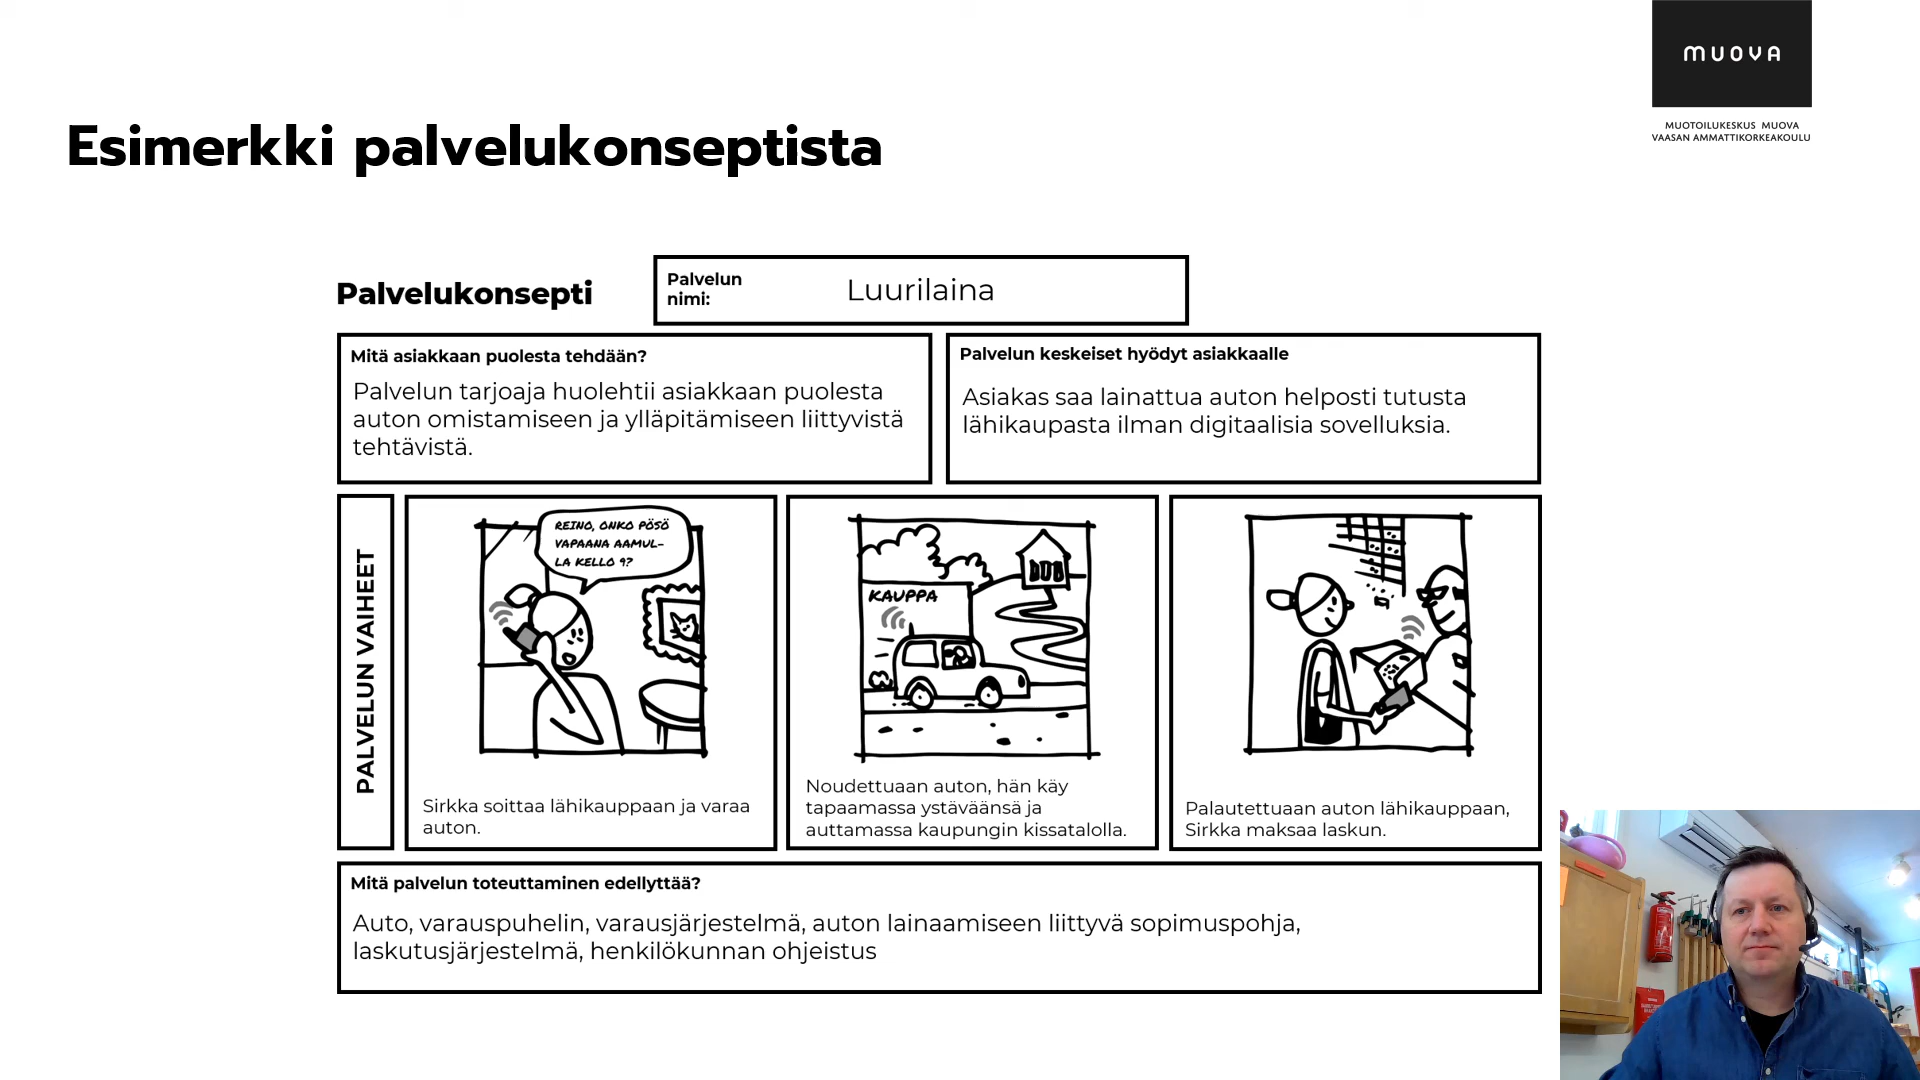 MUOVA
MUOTOILUKESKUS MUOVA
VAASAN AMMATTIKORKEAKOULU
Esimerkki palvelukonseptista
Palvelukonsepti
Palvelun
nimi:
Luurilaina
Mitä asiakkaan puolesta tehdään?
Palvelun tarjoaja huolehtii asiakkaan puolesta
auton omistamiseen ja ylläpitämiseen liittyvistä
tehtävistä.
Palvelun keskeiset hyödyt asiakkaalle
Asiakas saa lainattua auton helposti tutusta
lähikaupasta ilman digitaalisia sovelluksia.
PALVELUN VAIHEET
REINO, ONKO PÖSÖ
VAPAANA AAMUL-
LA KELLO 9?
Sirkka soittaa lähikauppaan ja varaa
auton.
KAUPPA
Noudettuaan auton, hän käy
tapaamassa ystäväänsä ja
auttamassa kaupungin kissatalolla.
Palautettuaan auton lähikauppaan,
Sirkka maksaa laskun.
Mitä palvelun toteuttaminen edellyttää?
Auto, varauspuhelin, varausjärjestelmä, auton lainaamiseen liittyvä sopimuspohja,
laskutusjärjestelmä, henkilökunnan ohjeistus